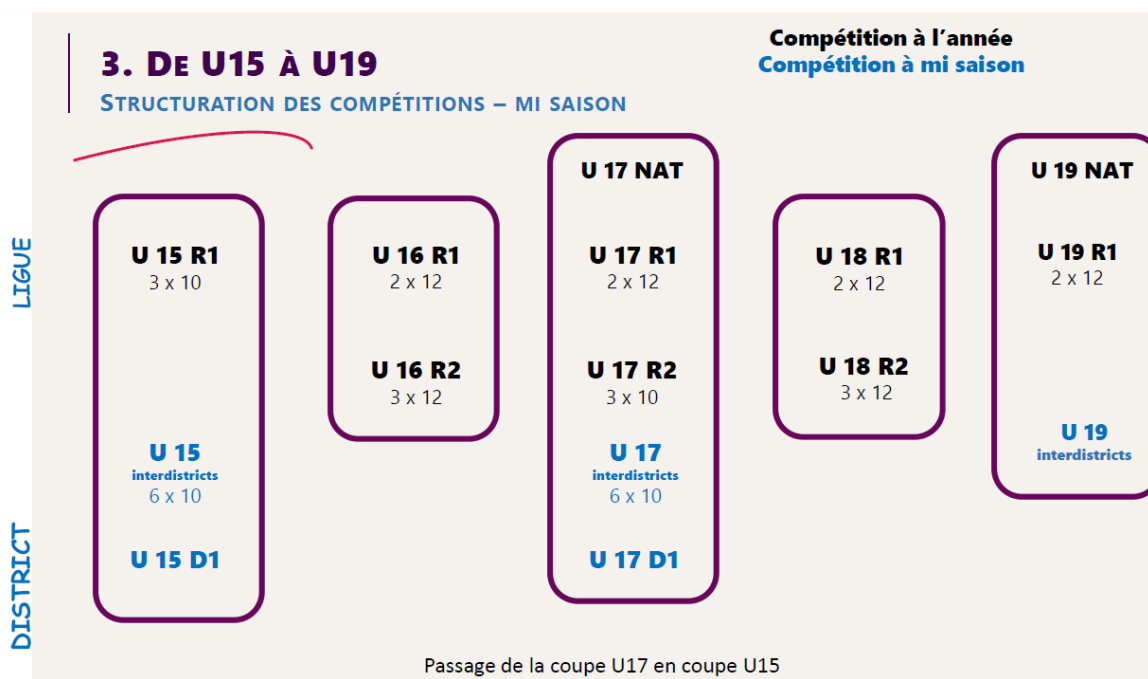 Compétition à l'année
Compétition à mi saison
3. DE U15 À U19
STRUCTURATION DES COMPÉTITIONS – MI SAISON
LIGUE
DISTRICT
U 15 R1
3 x 10
U 15
interdistricts
6 x 10
U 15 D1
U 16 R1
2 x 12
U 16 R2
3 x 12
U 17 NAT
U 17 R1
2 x 12
U 17 R2
3 x 10
U 17
interdistricts
6 x 10
U 17 D1
U 18 R1
2 x 12
U 18 R2
3 x 12
U 19 NAT
U 19 R1
2 x 12
U 19
interdistricts
Passage de la coupe U17 en coupe U15